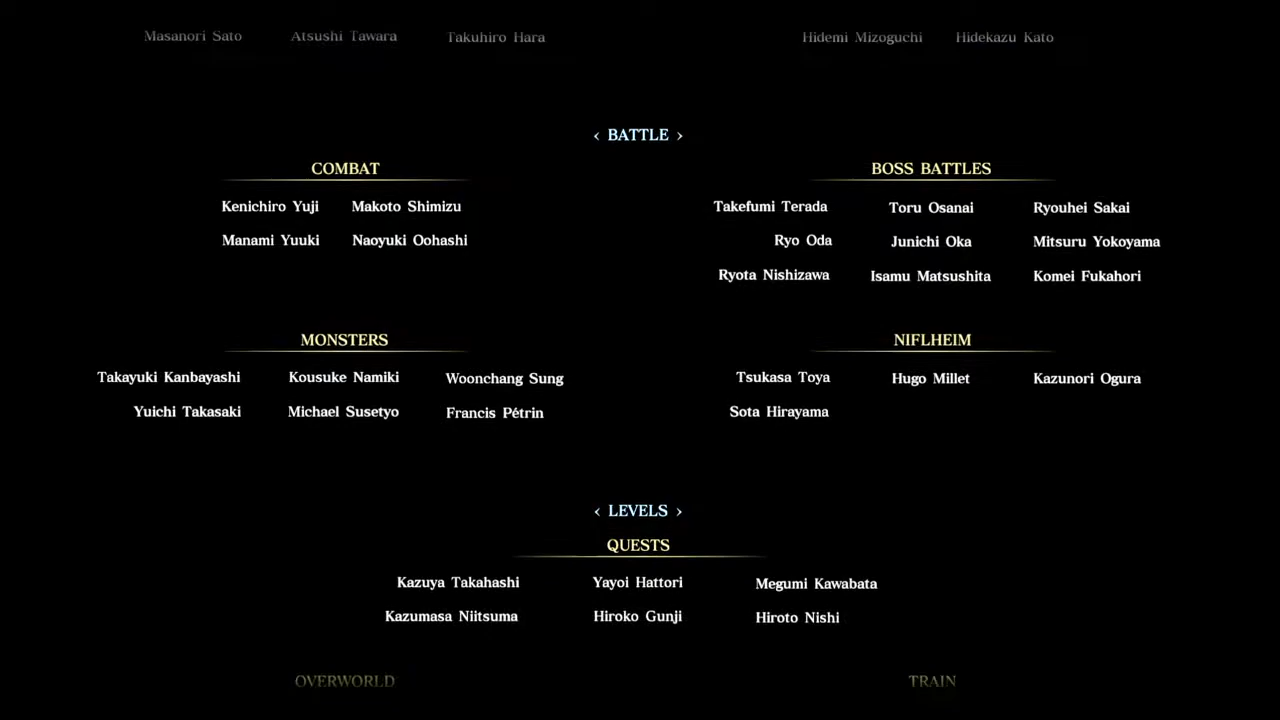 Masanori Sato Atsushi Tawara Takuhiro Hara Hidemi Mizoguchi Hidekazu Kato
‹ BATTLE ›
COMBAT
Kenichiro Yuji Makoto Shimizu
Manami Yuuki Naoyuki Oohashi
BOSS BATTLES
Takefumi Terada Toru Osanai Ryouhei Sakai
Ryo Oda Junichi Oka Mitsuru Yokoyama
Ryota Nishizawa Isamu Matsushita Komei Fukahori
MONSTERS
Takayuki Kanbayashi Kousuke Namiki Woonchang Sung
Yuichi Takasaki Michael Susetyo Francis Pétrin
NIFLHEIM
Tsukasa Toya Hugo Millet Kazunori Ogura
Sota Hirayama
‹ LEVELS ›
QUESTS
Kazuya Takahashi Yayoi Hattori Megumi Kawabata
Kazumasa Niitsuma Hiroko Gunji Hiroto Nishi
OVERWORLD TRAIN